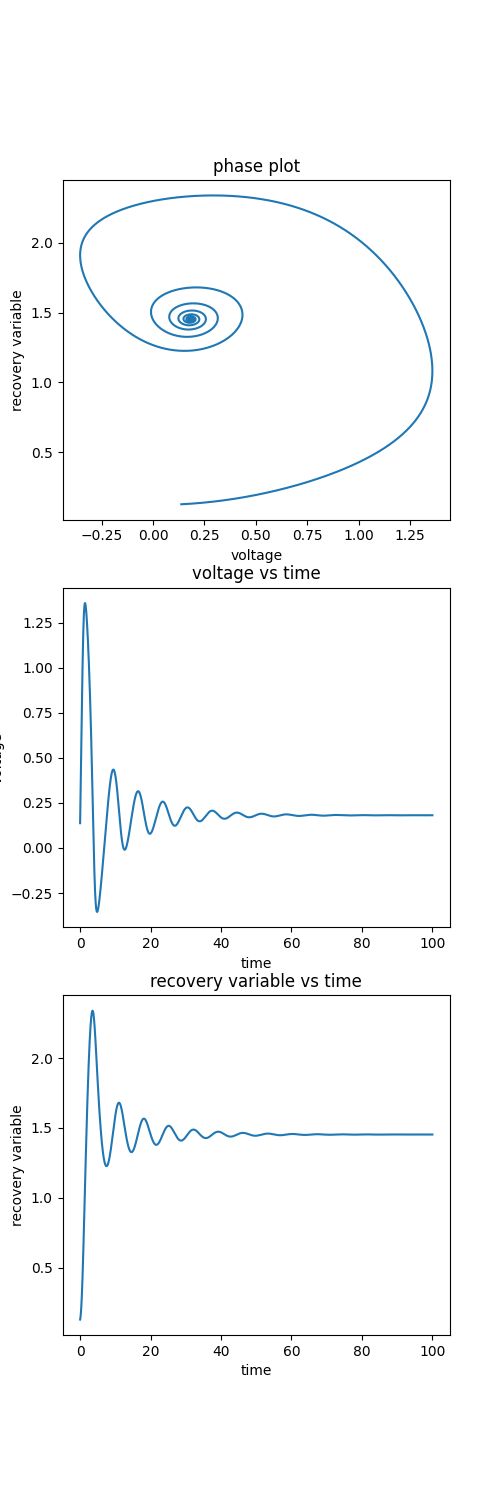 phase plot
2.0
1.5
1.0
0.5
recovery variable
−0.25 0.00 0.25 0.50 0.75 1.00 1.25
voltage
voltage vs time
1.25
1.00
0.75
0.50
0.25
0.00
−0.25
0 20 40 60 80 100
time
recovery variable vs time
2.0
1.5
1.0
0.5
recovery variable
0 20 40 60 80 100
time